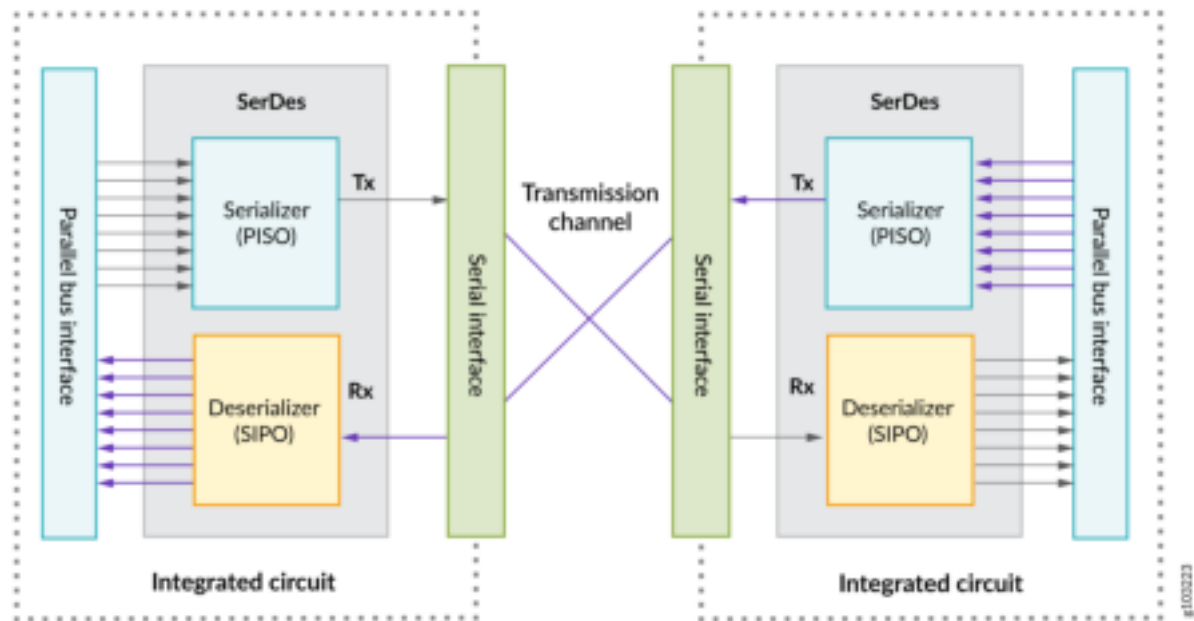 SerDes
Serializer
(PISO)
Tx
Deserializer
(SIPO)
Rx
Parallel bus interface
Serial interface
Integrated circuit
Transmission
channel
SerDes
Tx
Serializer
(PISO)
Rx
Deserializer
(SIPO)
Serial interface
Parallel bus interface
Integrated circuit